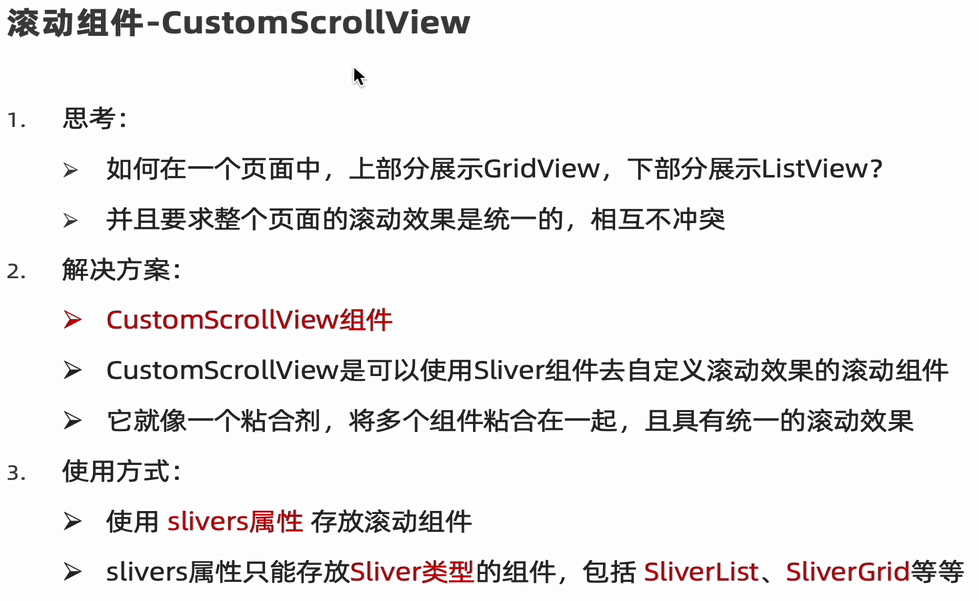 滚动组件-CustomScrollView
1. 思考：
➢ 如何在一个页面中，上部分展示GridView，下部分展示ListView？
➢ 并且要求整个页面的滚动效果是统一的，相互不冲突
2. 解决方案：
➢ CustomScrollView组件
➢ CustomScrollView是可以使用Sliver组件去自定义滚动效果的滚动组件
➢ 它就像一个粘合剂，将多个组件粘合在一起，且具有统一的滚动效果
3. 使用方式：
➢ 使用 slivers属性 存放滚动组件
➢ slivers属性只能存放Sliver类型的组件，包括 SliverList、SliverGrid等等